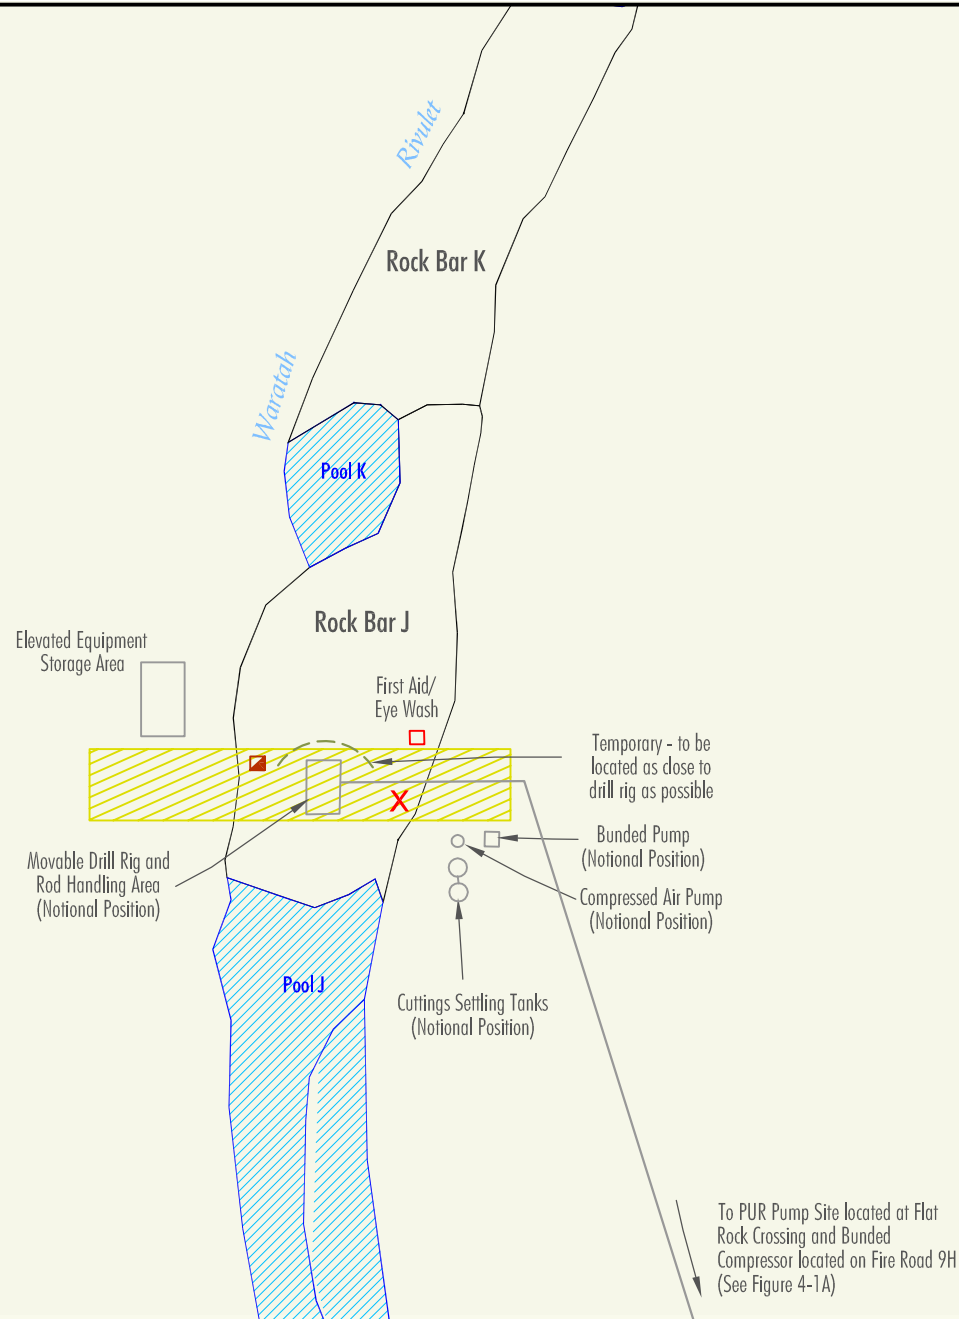 Rivulet
Rock Bar K
Waratah
Pool K
Rock Bar J
Elevated Equipment
Storage Area
First Aid/
Eye Wash
Temporary - to be
located as close to
drill rig as possible
X
Bunded Pump
(Notional Position)
Movable Drill Rig and
Rod Handling Area
(Notional Position)
Compressed Air Pump
(Notional Position)
Pool J
Cuttings Settling Tanks
(Notional Position)
To PUR Pump Site located at Flat
Rock Crossing and Bunded
Compressor located on Fire Road 9H
(See Figure 4-1A)